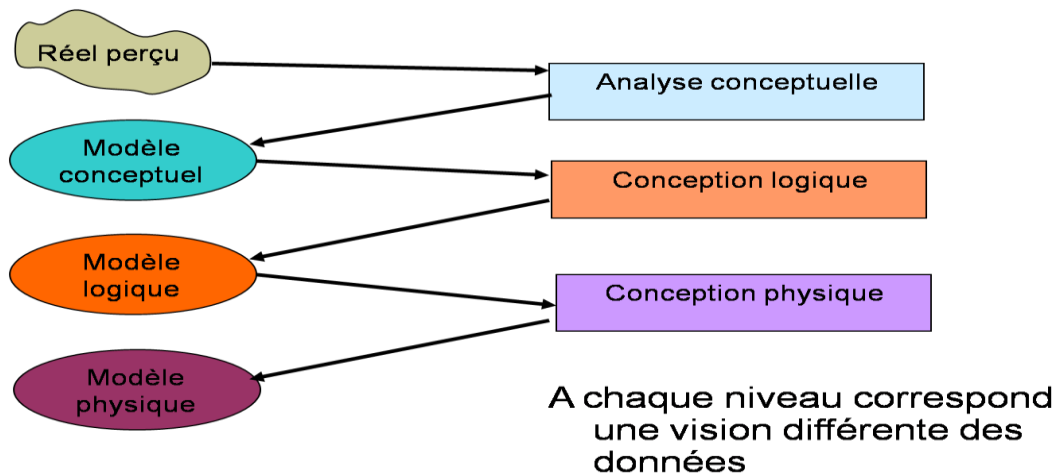 Réel perçu
Analyse conceptuelle
Modèle
conceptuel
Conception logique
Modèle
logique
Conception physique
Modèle
physique
A chaque niveau correspond
une vision différente des
données